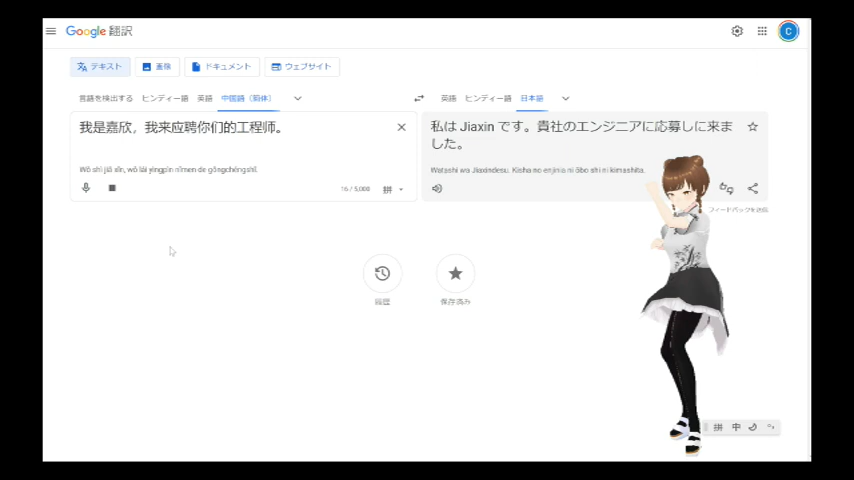 Google 翻訳
テキスト
画像
ドキュメント
ウェブサイト
言語を検出する ヒンディー語 英語 中国語(簡体)
英語 ヒンディー語 日本語
我是嘉欣，我来应聘你们的工程师。
Wǒ shì jiā xīn, wǒ lái yìngpìn nǐmen de gōngchéngshī.
16 / 5,000
拼
私は Jiaxin です。貴社のエンジニアに応募しに来ま
した。
Watashi wa Jiaxindesu. Kisha no enjinia ni ōbo shi ni kimashita.
フィードバックを送信
履歴
保存済み
C
拼 中